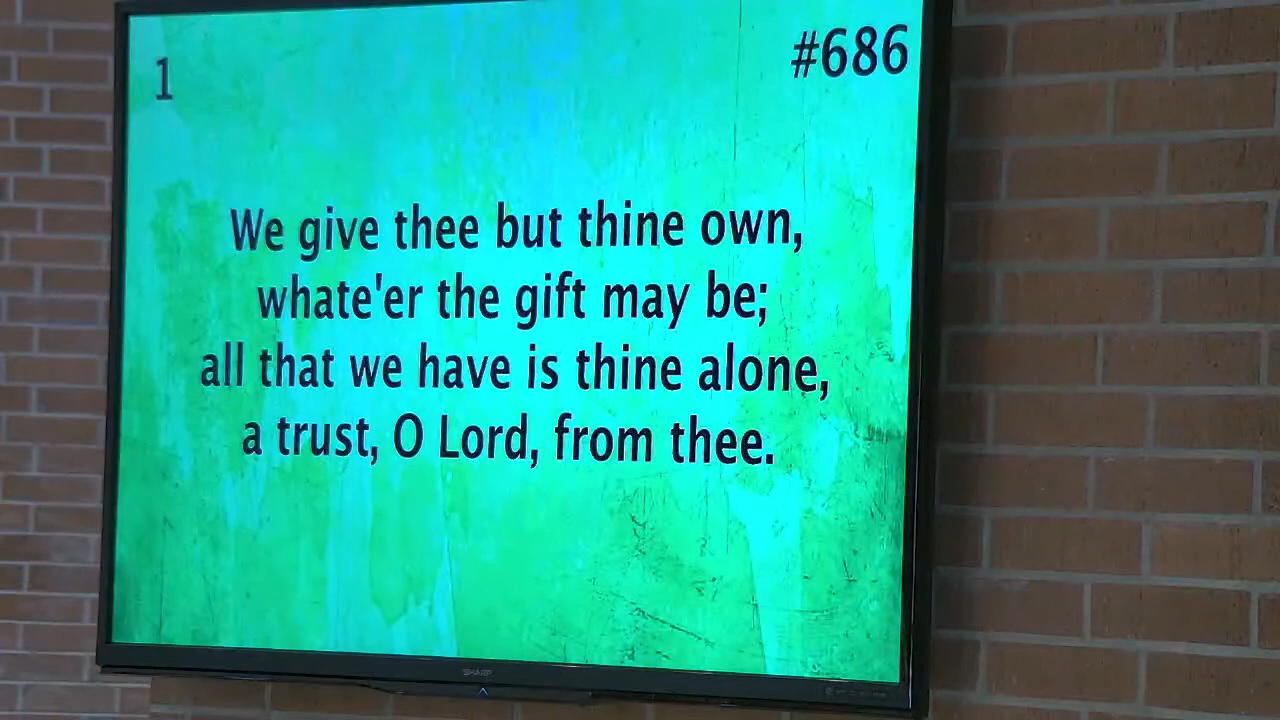 1
#686
We give thee but thine own,
whate'er the gift may be;
all that we have is thine alone,
a trust, O Lord, from thee.
SHARP